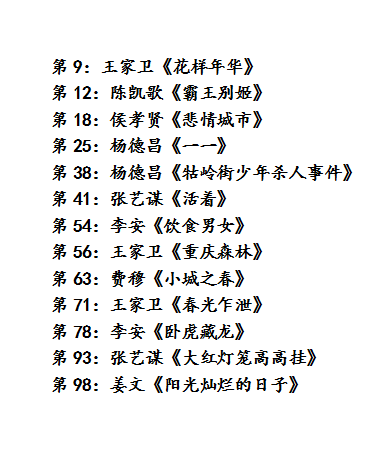 第 9：王家卫《花样年华》
第 12：陈凯歌《霸王别姬》
第 18：侯孝贤《悲情城市》
第 25：杨德昌《一一》
第 38：杨德昌《牯岭街少年杀人事件》
第 41：张艺谋《活着》
第 54：李安《饮食男女》
第 56：王家卫《重庆森林》
第 63：费穆《小城之春》
第 71：王家卫《春光乍泄》
第 78：李安《卧虎藏龙》
第 93：张艺谋《大红灯笼高高挂》
第 98：姜文《阳光灿烂的日子》